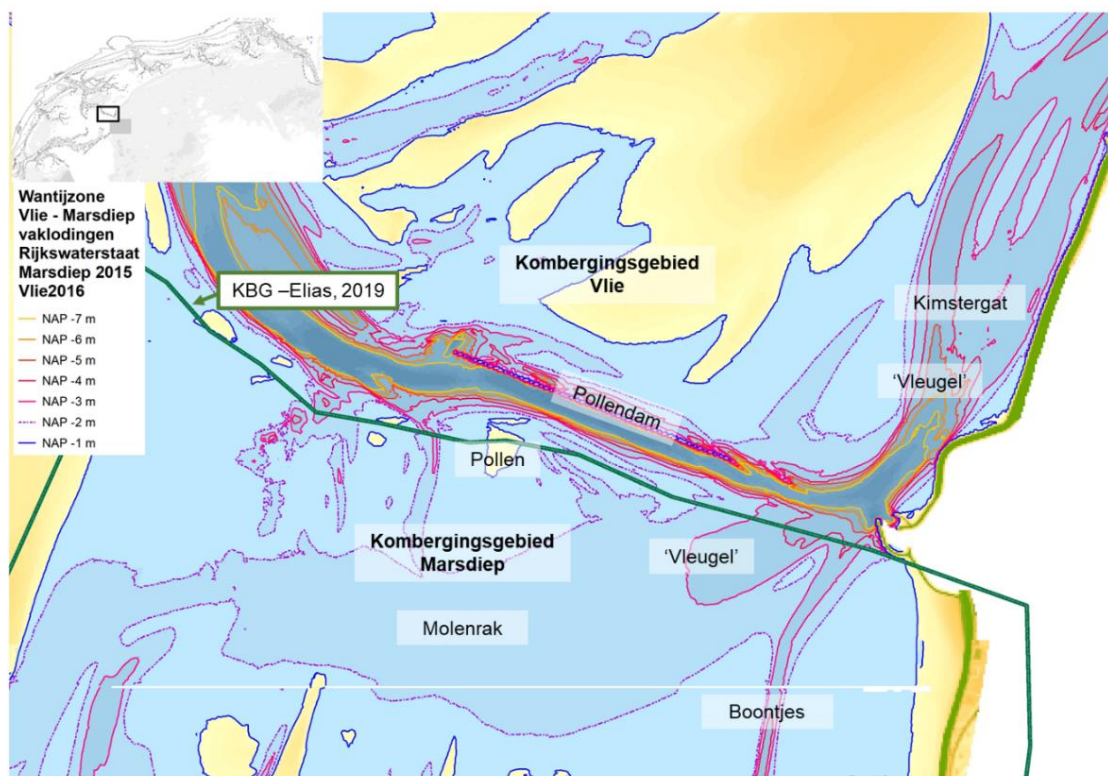 Wantijzone
Vlie - Marsdiep
vaklodingen
Rijkswaterstaat
Marsdiep 2015
Vlie2016
NAP -7 m
NAP -6 m
NAP -5 m
NAP -4 m
NAP -3 m
NAP -2 m
NAP -1 m
KBG –Elias, 2019
Kombergingsgebied
Vlie
Kimstergat
'Vleugel'
Pollendam
Pollen
Kombergingsgebied
Marsdiep
'Vleugel'
Molenrak
Boontjes